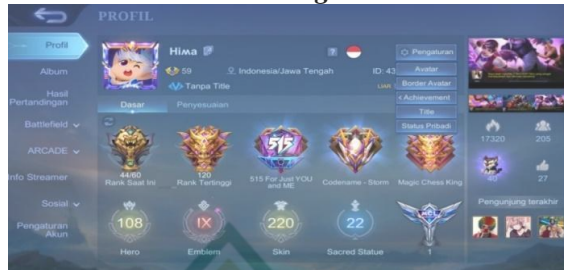 PROFIL
Profil
Album
Hasil
Pertandingan
Battlefield
ARCADE
Info Streamer
Sosial
Pengaturan
Akun
Hima
59
Indonesia/Jawa Tengah
ID: 43
Tanpa Title
Pengaturan
Avatar
Border Avatar
Achievement
Title
Status Pribadi
Dasar
Penyesuaian
44/60
Rank Saat Ini
120
Rank Tertinggi
515
515 For Just YOU
and ME
Codename - Storm
Magic Chess King
108
Hero
IX
Emblem
220
Skin
22
Sacred Statue
1
17320
205
40
27
Pengunjung terakhir